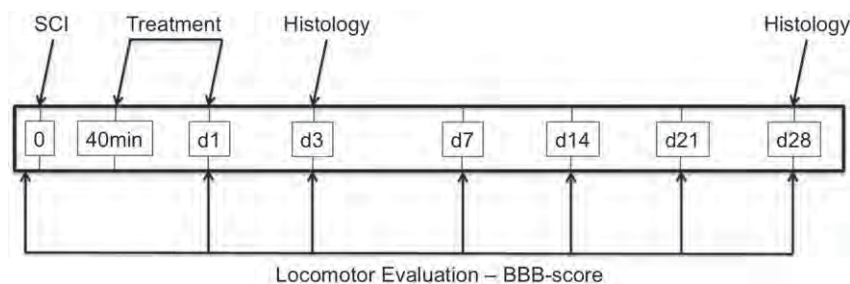 SCI Treatment Histology Histology
0 40min d1 d3 d7 d14 d21 d28
Locomotor Evaluation – BBB-score